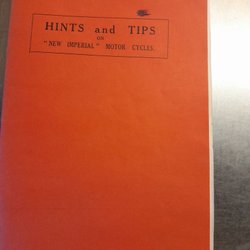 HINTS and TIPS
ON
"NEW IMPERIAL" MOTOR CYCLES.